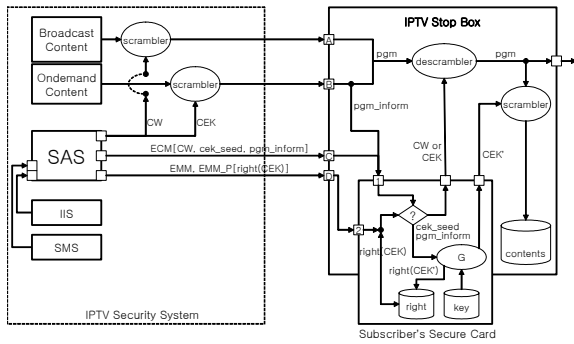 IPTV Stop Box
Broadcast
Content
scrambler
A
pgm
descrambler
pgm
Ondemand
Content
scrambler
B
scrambler
pgm_inform
CW
CEK
CW or
CEK
CEK'
SAS
ECM[CW, cek_seed, pgm_inform]
C
EMM, EMM_P[right(CEK)]
D
1
IIS
2
?
cek_seed
pgm_inform
contents
SMS
right(CEK)
G
right(CEK')
right
key
IPTV Security System
Subscriber's Secure Card